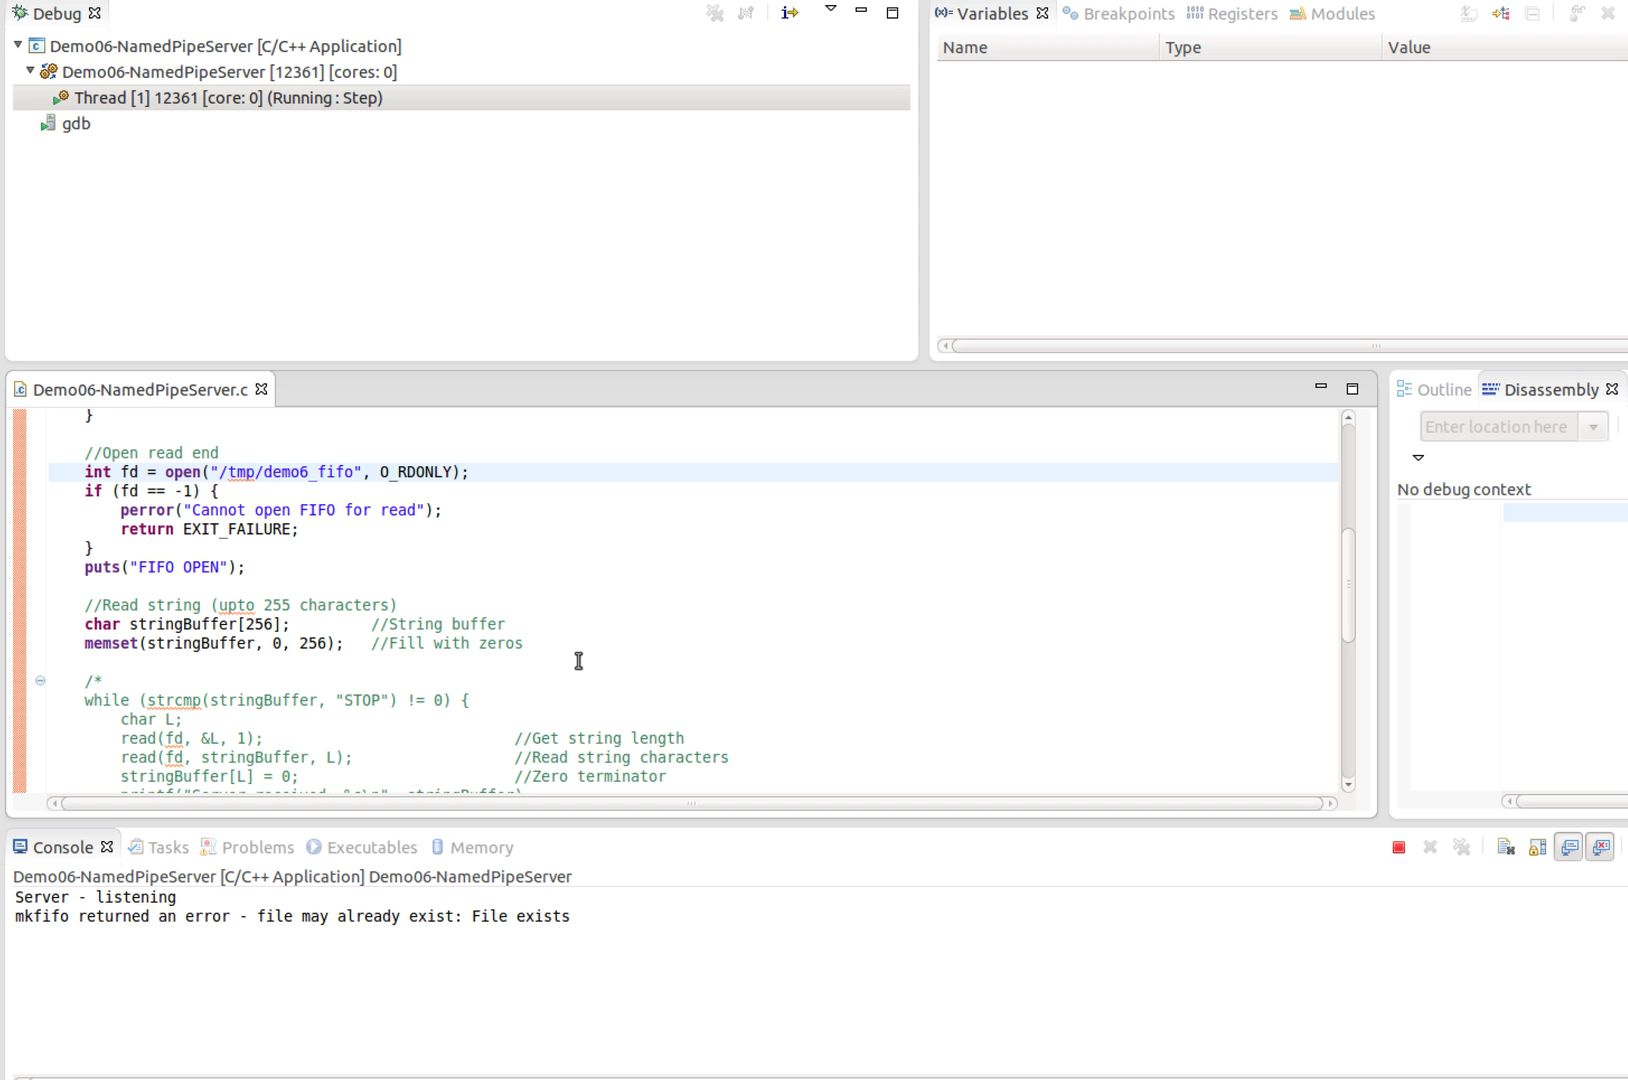 Debug
Demo06-NamedPipeServer [C/C++ Application]
Demo06-NamedPipeServer [12361] [cores: 0]
Thread [1] 12361 [core: 0] (Running : Step)
gdb
(x)= Variables Breakpoints Registers Modules
Name Type Value
Demo06-NamedPipeServer.c
}
//Open read end
int fd = open("/tmp/demo6_fifo", O_RDONLY);
if (fd == -1) {
perror("Cannot open FIFO for read");
return EXIT_FAILURE;
}
puts("FIFO OPEN");
//Read string (upto 255 characters)
char stringBuffer[256]; //String buffer
memset(stringBuffer, 0, 256); //Fill with zeros
/*
while (strcmp(stringBuffer, "STOP") != 0) {
char L;
read(fd, &L, 1); //Get string length
read(fd, stringBuffer, L); //Read string characters
stringBuffer[L] = 0; //Zero terminator
printf("Server received %s\n", stringBuffer)
Outline Disassembly
Enter location here
No debug context
Console Tasks Problems Executables Memory
Demo06-NamedPipeServer [C/C++ Application] Demo06-NamedPipeServer
Server - listening
mkfifo returned an error - file may already exist: File exists